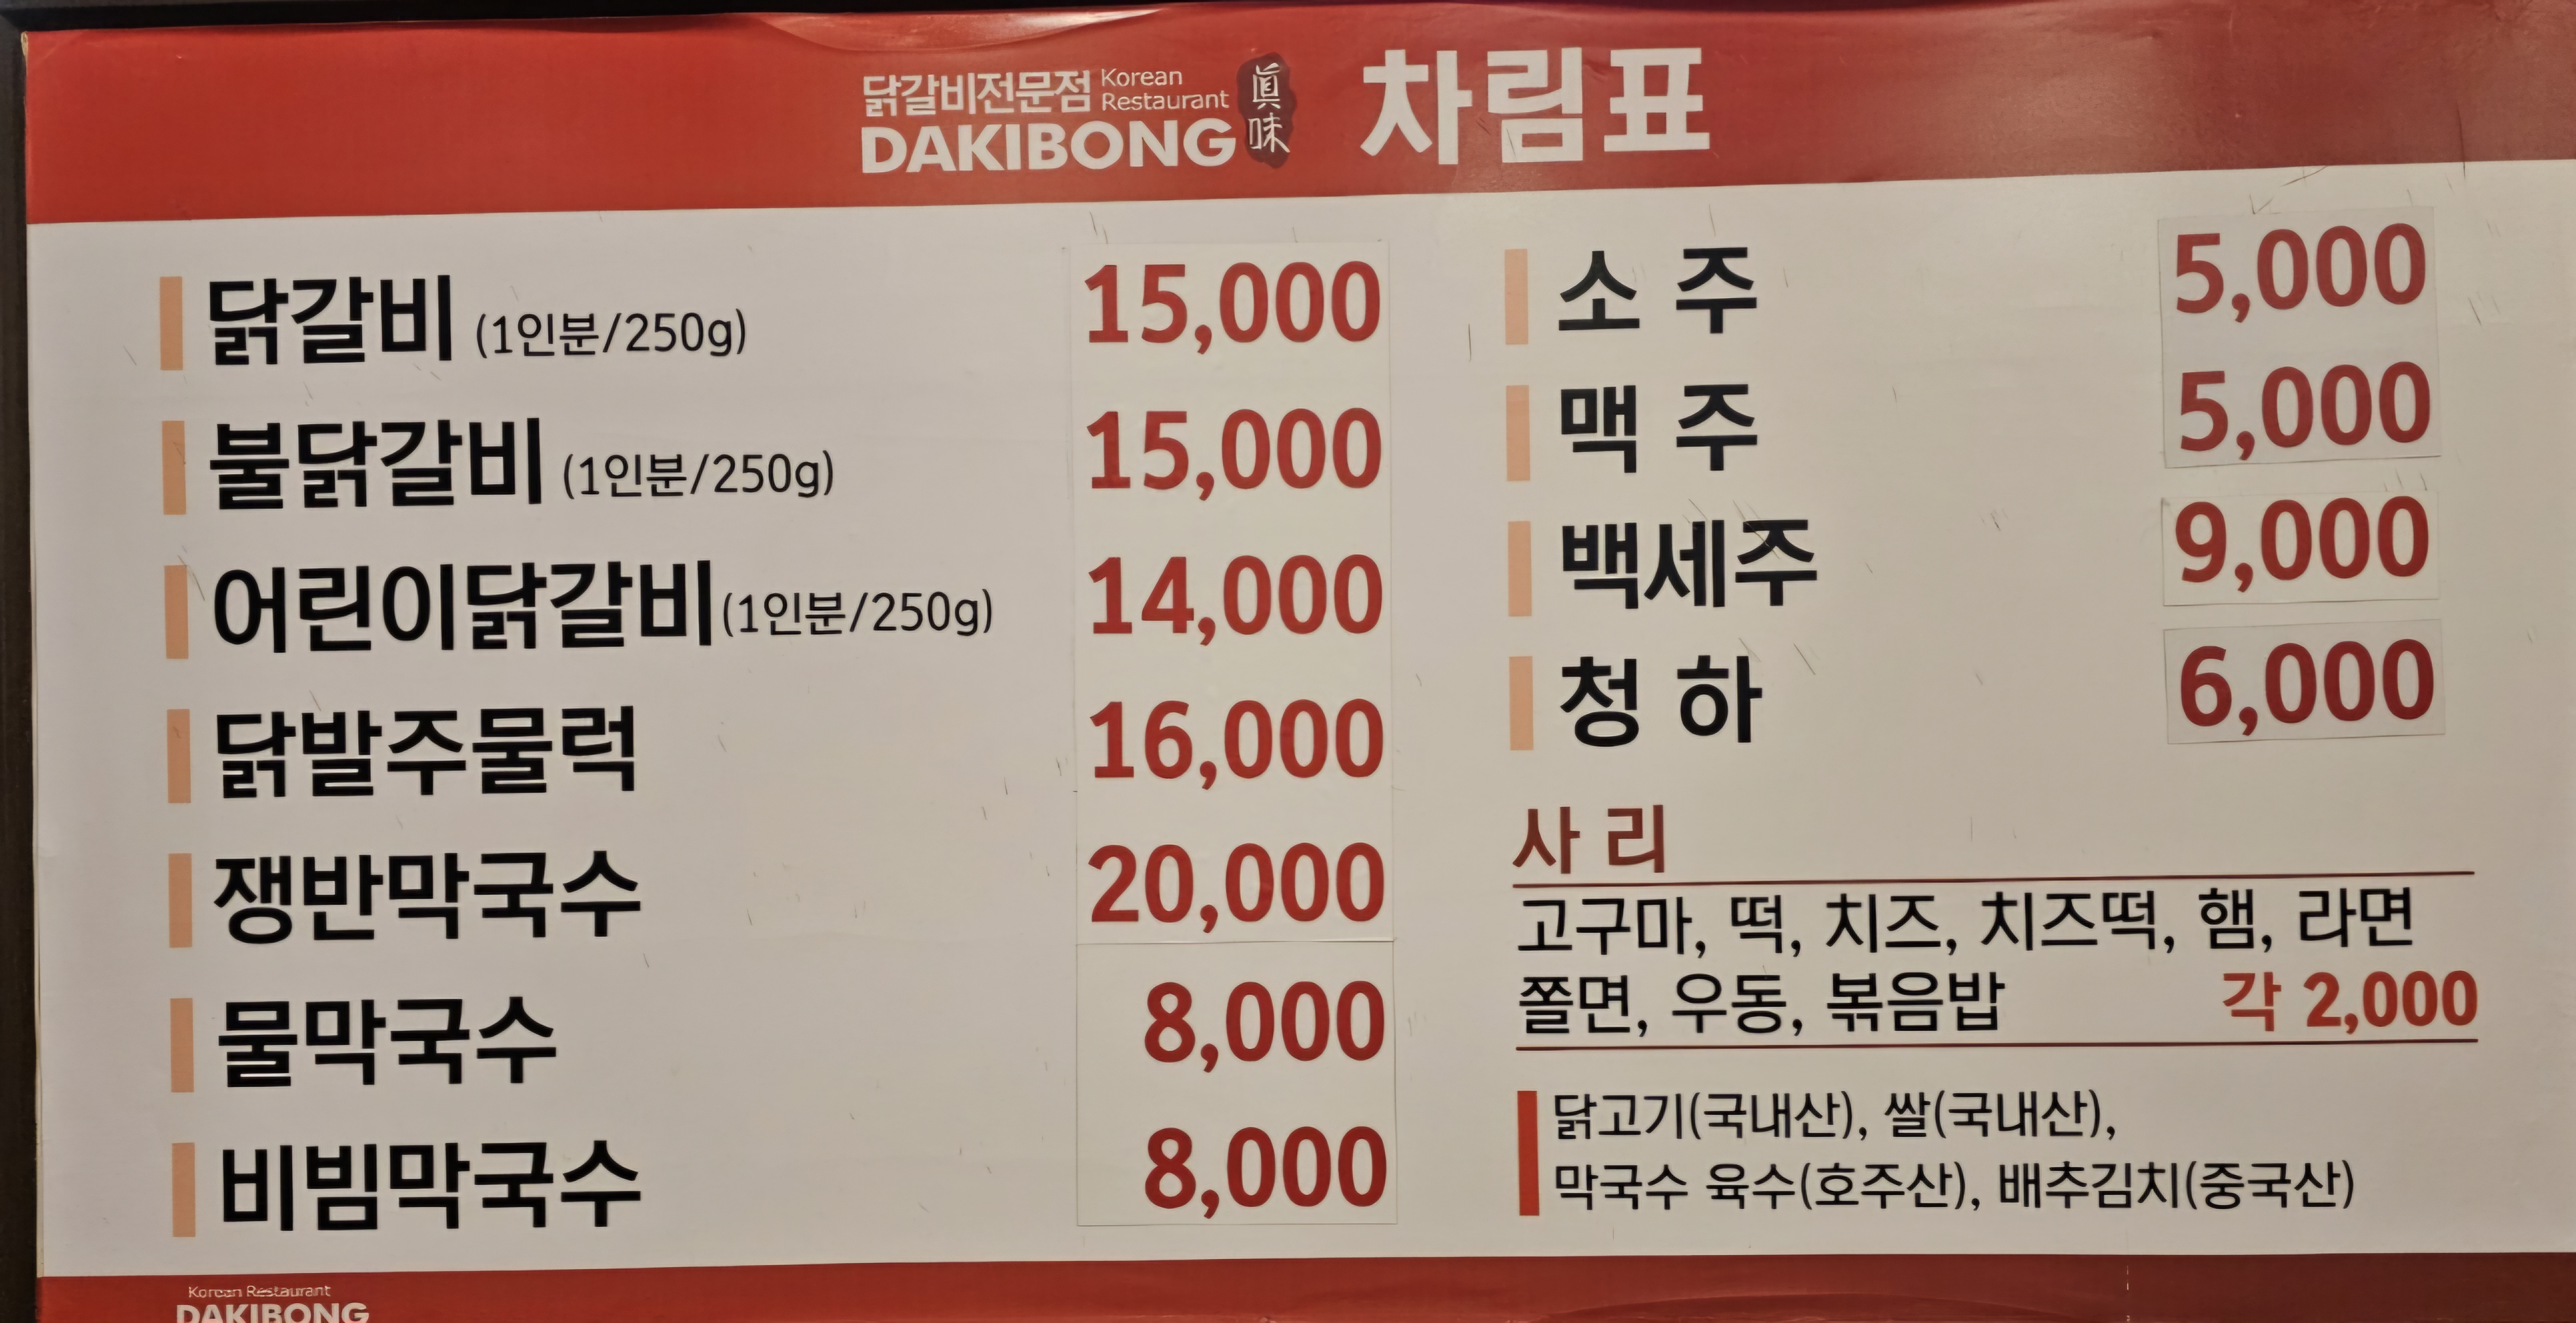 닭갈비전문점 Korean Restaurant
DAKIBONG 眞味 차림표
닭갈비 (1인분/250g) 15,000
불닭갈비 (1인분/250g) 15,000
어린이닭갈비(1인분/250g) 14,000
닭발주물럭 16,000
쟁반막국수 20,000
물막국수 8,000
비빔막국수 8,000
소 주 5,000
맥 주 5,000
백세주 9,000
청 하 6,000
사 리
고구마, 떡, 치즈, 치즈떡, 햄, 라면
쫄면, 우동, 볶음밥 각 2,000
닭고기(국내산), 쌀(국내산),
막국수 육수(호주산), 배추김치(중국산)
Korean Restaurant
DAKIBONG